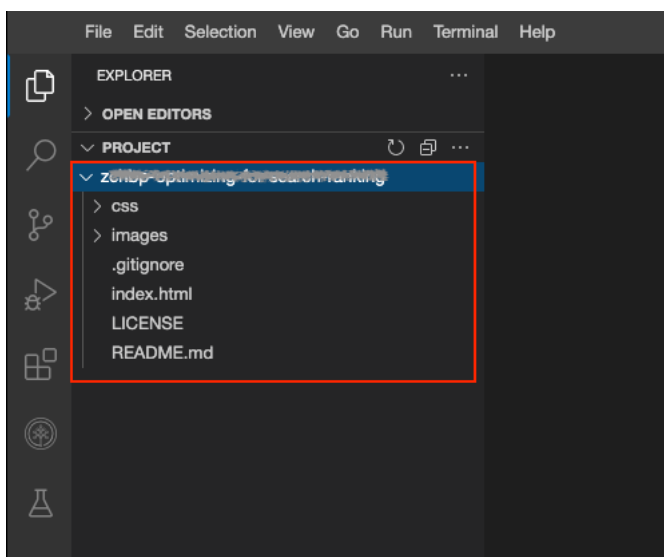 File Edit Selection View Go Run Terminal Help
EXPLORER
OPEN EDITORS
PROJECT
css
images
.gitignore
index.html
LICENSE
README.md